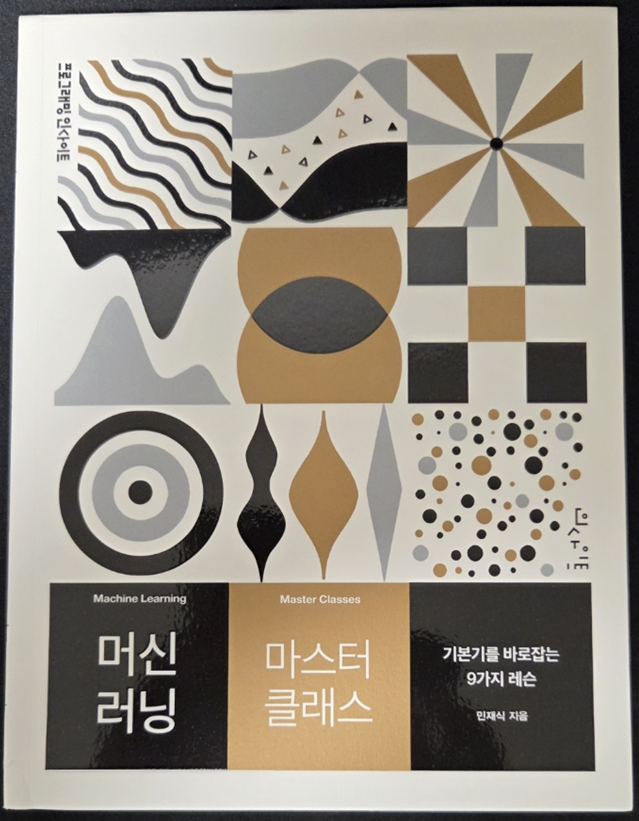 프로그래밍인사이트
인사이트
Machine Learning
머신
러닝
Master Classes
마스터
클래스
기본기를 바로잡는
9가지 레슨
민재식 지음